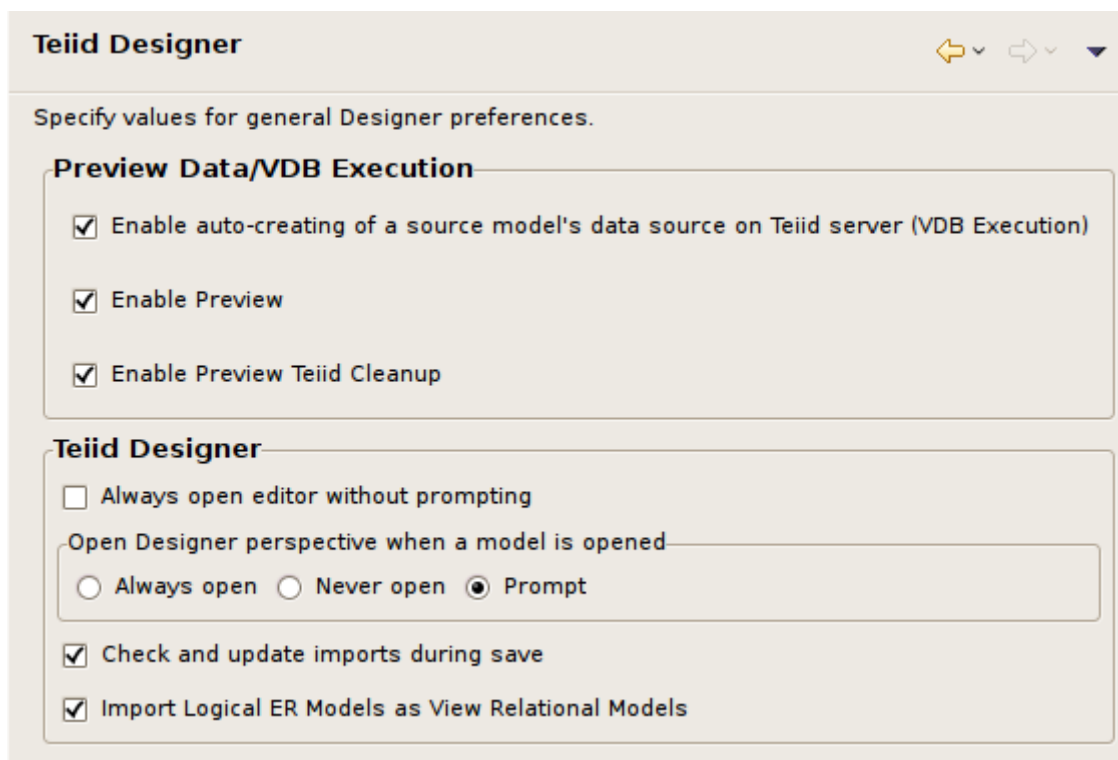 Teiid Designer
Specify values for general Designer preferences.
Preview Data/VDB Execution
Enable auto-creating of a source model's data source on Teiid server (VDB Execution)
Enable Preview
Enable Preview Teiid Cleanup
Teiid Designer
Always open editor without prompting
Open Designer perspective when a model is opened
Always open Never open Prompt
Check and update imports during save
Import Logical ER Models as View Relational Models